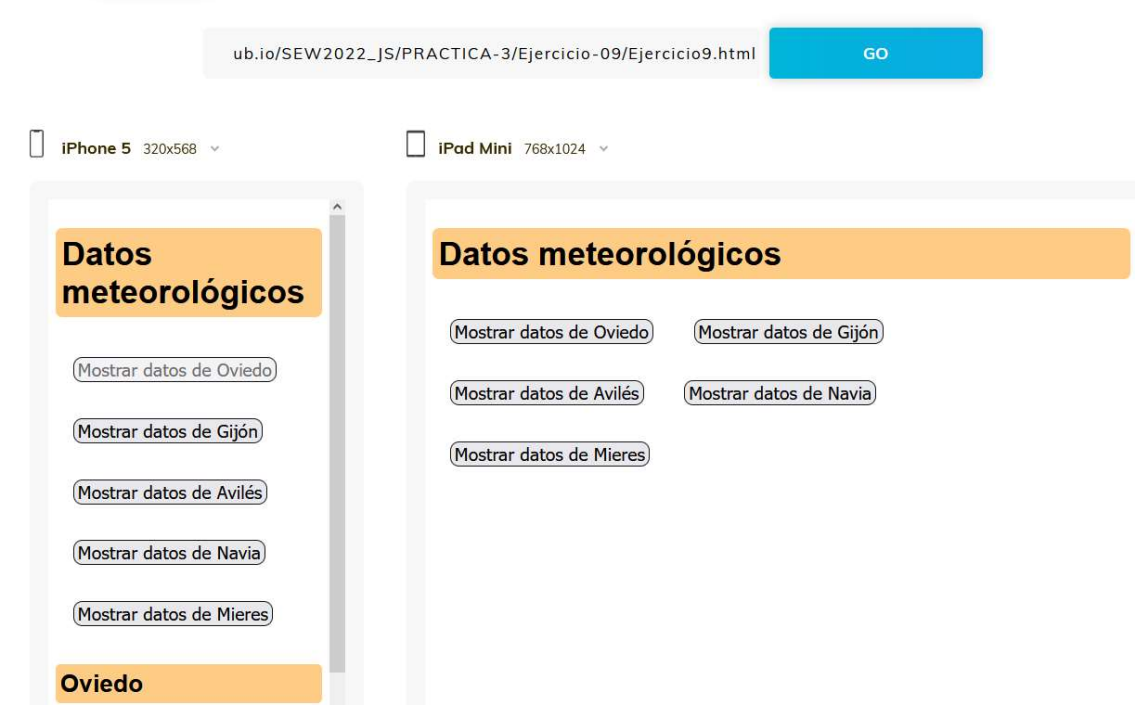 ub.io/SEW2022_JS/PRACTICA-3/Ejercicio-09/Ejercicio9.html
GO
iPhone 5 320x568
Datos
meteorológicos
Mostrar datos de Oviedo
Mostrar datos de Gijón
Mostrar datos de Avilés
Mostrar datos de Navia
Mostrar datos de Mieres
Oviedo
iPad Mini 768x1024
Datos meteorológicos
Mostrar datos de Oviedo
Mostrar datos de Gijón
Mostrar datos de Avilés
Mostrar datos de Navia
Mostrar datos de Mieres